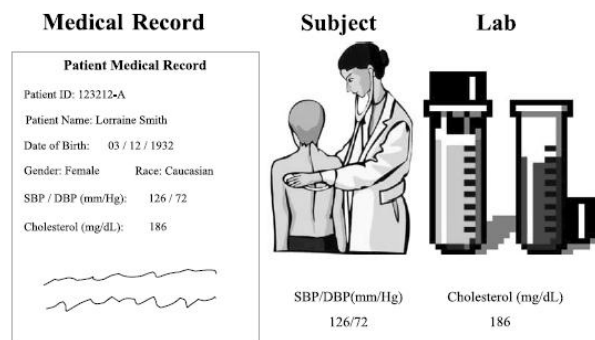 Medical Record
Subject
Lab
Patient Medical Record
Patient ID: 123212-A
Patient Name: Lorraine Smith
Date of Birth: 03 / 12 / 1932
Gender: Female Race: Caucasian
SBP / DBP (mm/Hg) 126 / 72
Cholesterol (mg/dL): 186
SBP/DBP(mm/Hg)
126/72
Cholesterol (mg/dL)
186